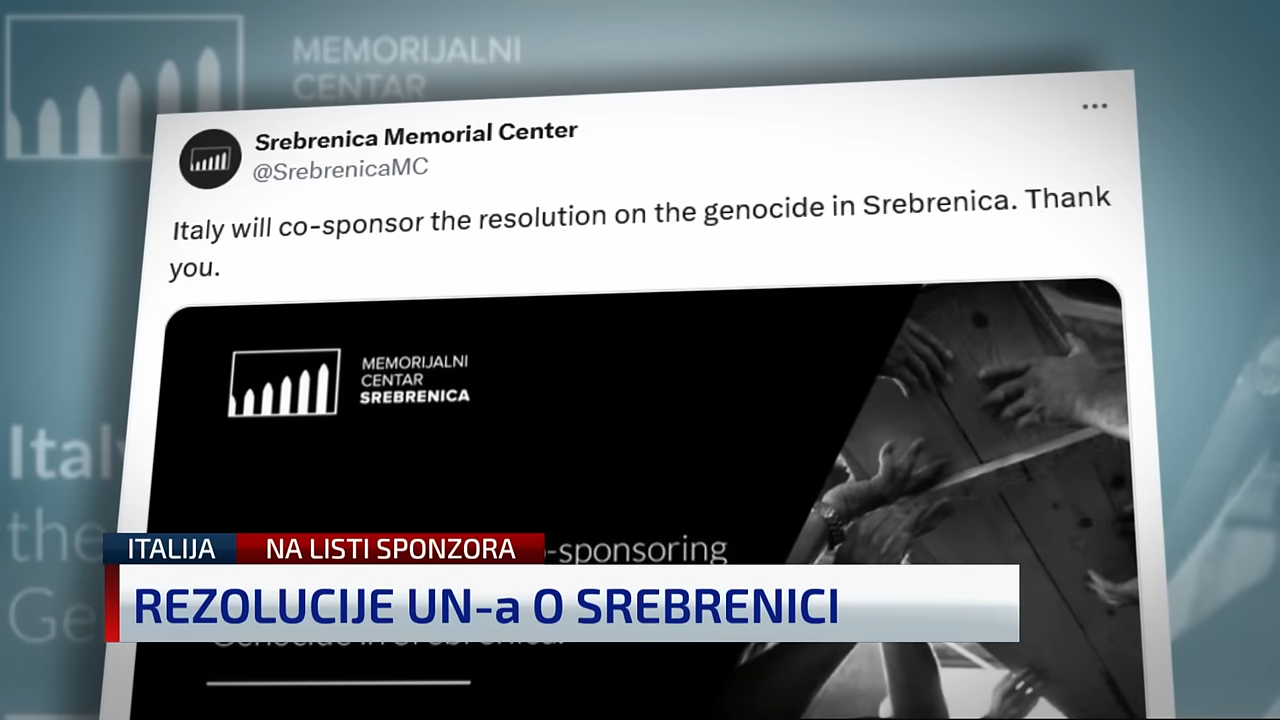 MEMORIJALNI
CENTAR
Srebrenica Memorial Center
@SrebrenicaMC
Italy will co-sponsor the resolution on the genocide in Srebrenica. Thank
you.
MEMORIJALNI
CENTAR
SREBRENICA
the
ITALIJA NA LISTI SPONZORA
-sponsoring
REZOLUCIJE UN-a O SREBRENICI